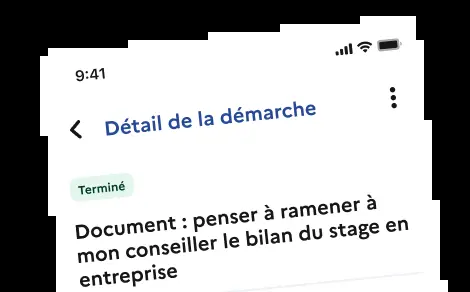 9:41
Détail de la démarche
Terminé
Document : penser à ramener à
mon conseiller le bilan du stage en
entreprise